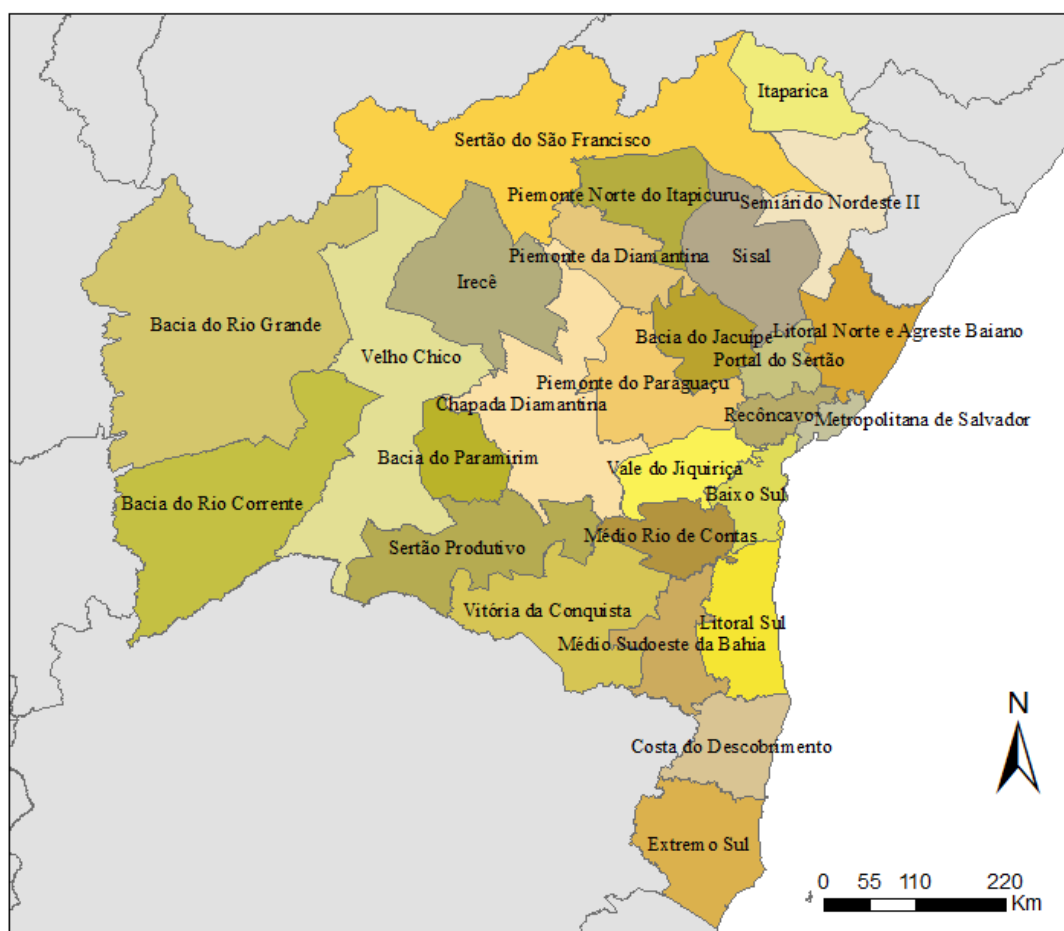 Itaparica
Sertão do São Francisco
Piemonte Norte do Itapicuru
Semiárido Nordeste II
Piemonte da Diamantina
Sisal
Irecê
Bacia do Rio Grande
Litoral Norte e Agreste Baiano
Bacia do Jacuípe
Velho Chico
Portal do Sertão
Piemonte do Paraguaçu
Chapada Diamantina
Recôncavo
Metropolitana de Salvador
Bacia do Paramirim
Vale do Jiquiriçá
Baixo Sul
Bacia do Rio Corrente
Médio Rio de Contas
Sertão Produtivo
Vitória da Conquista
Litoral Sul
Médio Sudoeste da Bahia
N
Costa do Descobrimento
Extremo Sul
0 55 110 220
Km